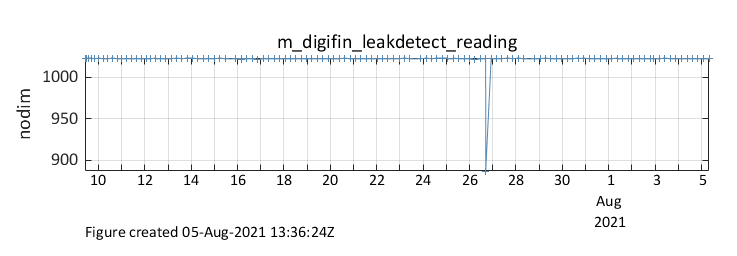 m_digifin_leakdetect_reading
1000
950
900
nodim
10 12 14 16 18 20 22 24 26 28 30 1 3 5
Aug
2021
Figure created 05-Aug-2021 13:36:24Z